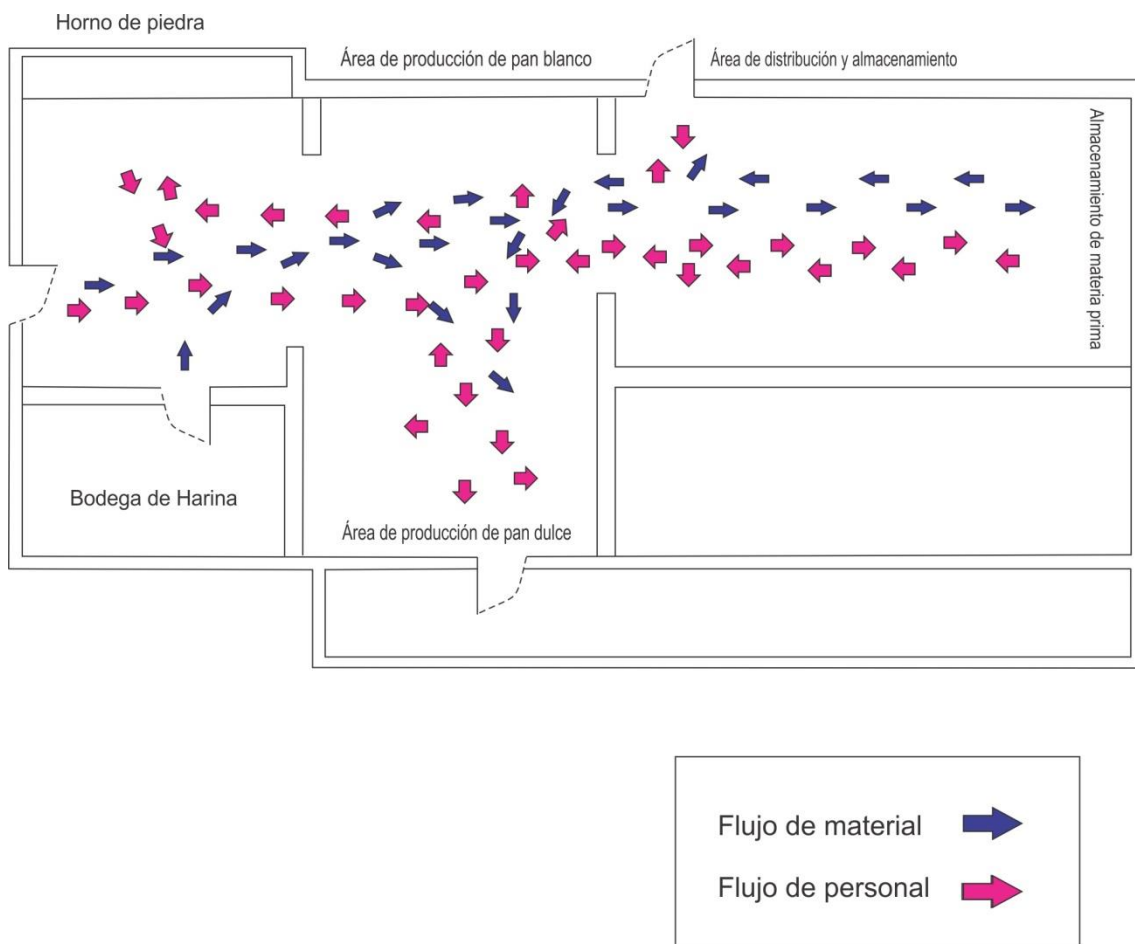 Horno de piedra
Área de producción de pan blanco
Área de distribución y almacenamiento
Almacenamiento de materia prima
Bodega de Harina
Área de producción de pan dulce
Flujo de material
Flujo de personal